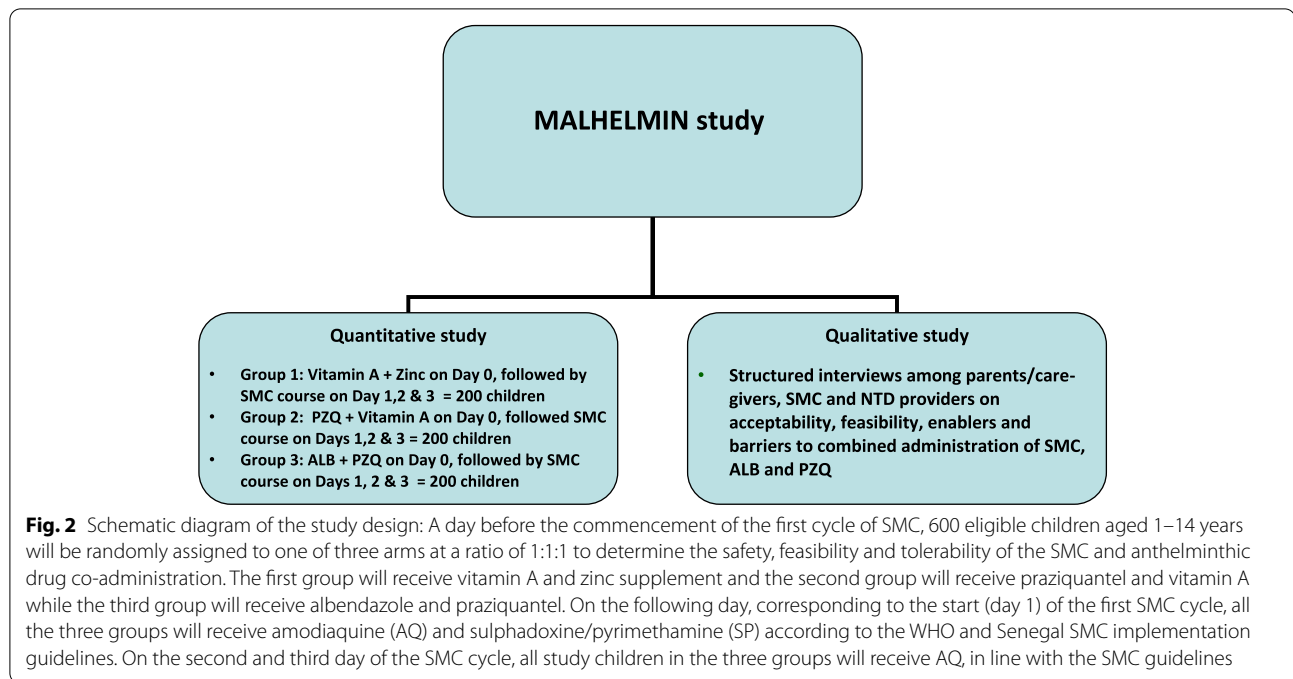 MALHELMIN study
Quantitative study
• Group 1: Vitamin A + Zinc on Day 0, followed by
SMC course on Day 1,2 & 3 = 200 children
• Group 2: PZQ + Vitamin A on Day 0, followed SMC
course on Days 1,2 & 3 = 200 children
• Group 3: ALB + PZQ on Day 0, followed by SMC
course on Days 1, 2 & 3 = 200 children
Qualitative study
• Structured interviews among parents/care-
givers, SMC and NTD providers on
acceptability, feasibility, enablers and
barriers to combined administration of SMC,
ALB and PZQ
Fig. 2 Schematic diagram of the study design: A day before the commencement of the first cycle of SMC, 600 eligible children aged 1–14 years
will be randomly assigned to one of three arms at a ratio of 1:1:1 to determine the safety, feasibility and tolerability of the SMC and anthelminthic
drug co-administration. The first group will receive vitamin A and zinc supplement and the second group will receive praziquantel and vitamin A
while the third group will receive albendazole and praziquantel. On the following day, corresponding to the start (day 1) of the first SMC cycle, all
the three groups will receive amodiaquine (AQ) and sulphadoxine/pyrimethamine (SP) according to the WHO and Senegal SMC implementation
guidelines. On the second and third day of the SMC cycle, all study children in the three groups will receive AQ, in line with the SMC guidelines